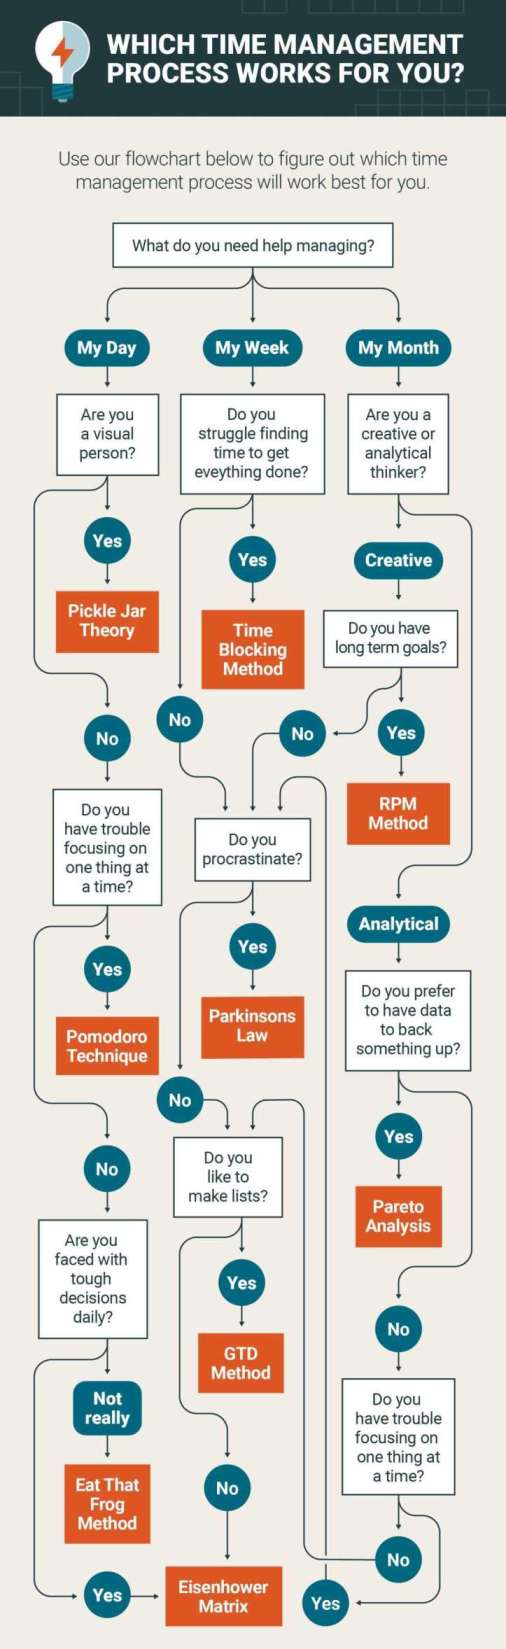 WHICH TIME MANAGEMENT
PROCESS WORKS FOR YOU?
Use our flowchart below to figure out which time
management process will work best for you.
What do you need help managing?
My Day
My Week
My Month
Are you
a visual
person?
Do you
struggle finding
time to get
eveything done?
Are you a
creative or
analytical
thinker?
Yes
Yes
Creative
Pickle Jar
Theory
Time
Blocking
Method
Do you have
long term goals?
No
No
No
Yes
RPM
Method
Do you
have trouble
focusing on
one thing at
a time?
Do you
procrastinate?
Analytical
Yes
Yes
Do you prefer
to have data
to back
something up?
Pomodoro
Technique
Parkinsons
Law
No
No
Yes
Do you
like to
make lists?
Pareto
Analysis
Are you
faced with
tough
decisions
daily?
Yes
No
GTD
Method
Not
really
Do you
have trouble
focusing on
one thing at
a time?
Eat That
Frog
Method
No
No
Yes
Eisenhower
Matrix
Yes